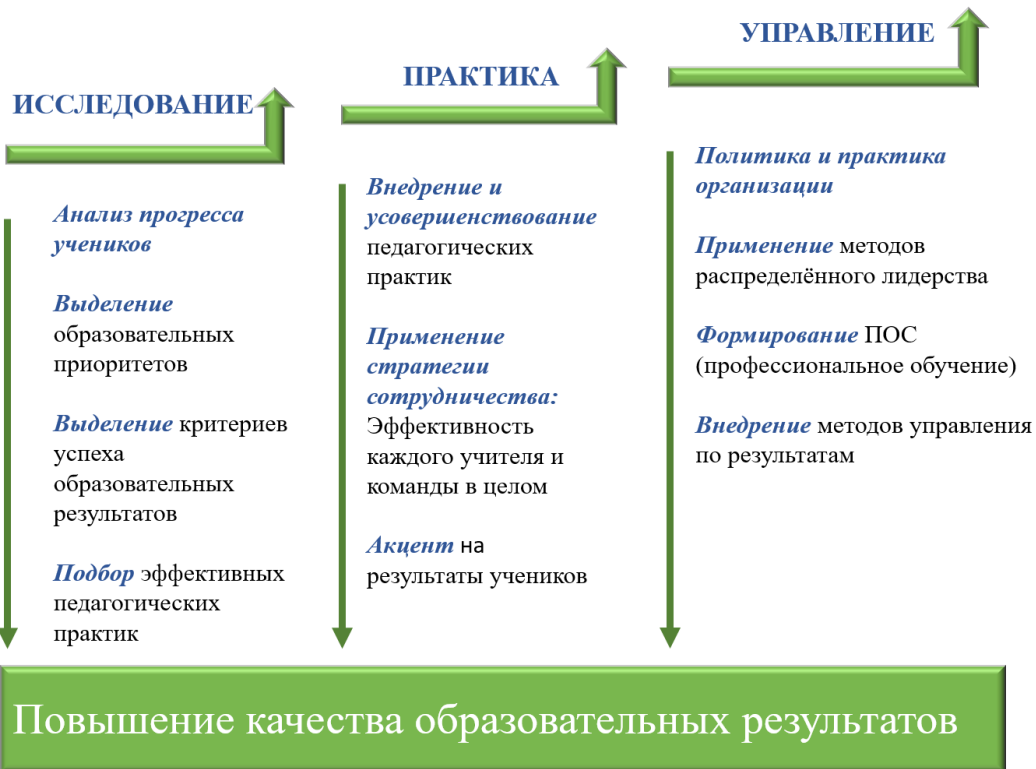 ИССЛЕДОВАНИЕ
Анализ прогресса
учеников
Выделение
образовательных
приоритетов
Выделение критериев
успеха
образовательных
результатов
Подбор эффективных
педагогических
практик
ПРАКТИКА
Внедрение и
усовершенствование
педагогических
практик
Применение
стратегии
сотрудничества:
Эффективность
каждого учителя и
команды в целом
Акцент на
результаты учеников
УПРАВЛЕНИЕ
Политика и практика
организации
Применение методов
распределённого лидерства
Формирование ПОС
(профессиональное обучение)
Внедрение методов управления
по результатам
Повышение качества образовательных результатов